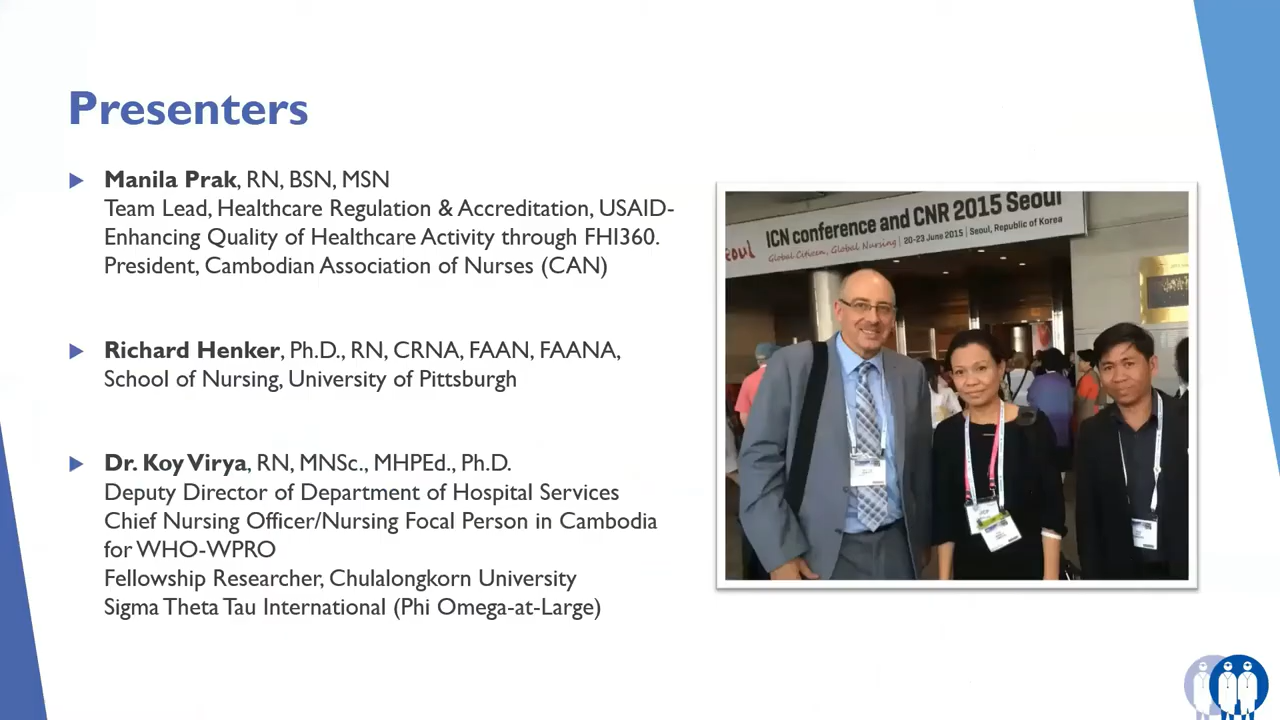 Presenters
Manila Prak, RN, BSN, MSN
Team Lead, Healthcare Regulation & Accreditation, USAID-
Enhancing Quality of Healthcare Activity through FHI360.
President, Cambodian Association of Nurses (CAN)
Richard Henker, Ph.D., RN, CRNA, FAAN, FAANA,
School of Nursing, University of Pittsburgh
Dr. Koy Virya, RN, MNSc., MHPEd., Ph.D.
Deputy Director of Department of Hospital Services
Chief Nursing Officer/Nursing Focal Person in Cambodia
for WHO-WPRO
Fellowship Researcher, Chulalongkorn University
Sigma Theta Tau International (Phi Omega-at-Large)
ICN conference and CNR 2015 Seoul
Global Citizen, Global Nursing | 20-23 June 2015 | Seoul, Republic of Korea